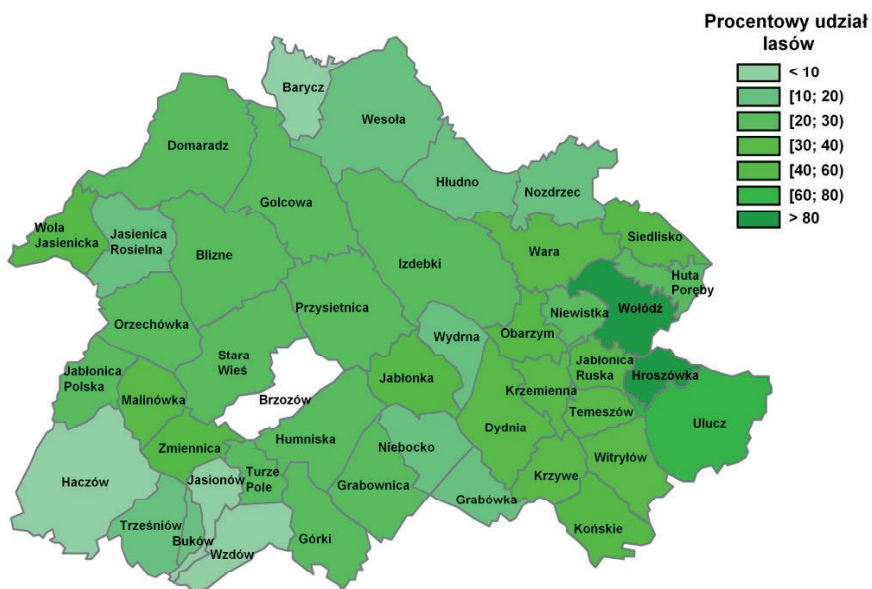 Procentowy udział
lasów
< 10
[10; 20)
[20; 30)
[30; 40)
[40; 60)
[60; 80)
> 80
Barycz
Wesoła
Domaradz
Hłudno
Nozdrzec
Golcowa
Wola
Jasienicka
Jasienica
Rosielna
Siedlisko
Wara
Blizne
Izdebki
Huta
Poręby
Przysietnica
Niewistka
Wołódź
Orzechówka
Obarzym
Wydrna
Stara
Wieś
Jabłonica
Ruska
Jabłonica
Polska
Jabłonka
Hroszówka
Malinówka
Brzozów
Krzemienna
Temeszów
Ulucz
Dydnia
Humniska
Zmiennica
Niebocko
Witryłów
Turze
Pole
Krzywe
Haczów
Jasionów
Grabownica
Grabówka
Trześniów
Końskie
Buków
Górki
Wzdów